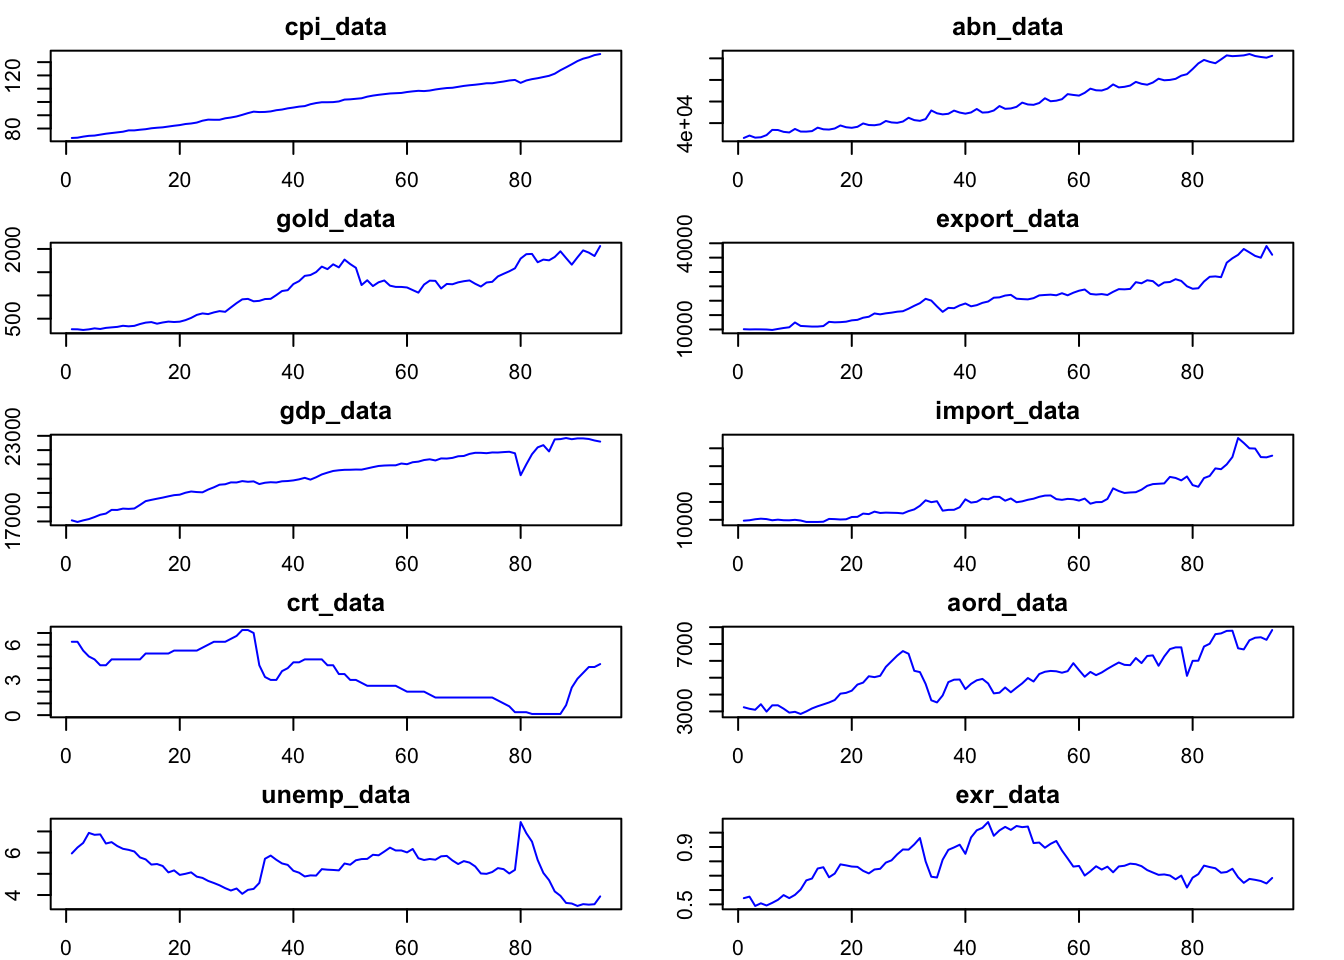 cpi_data
120
80
0 20 40 60 80
abn_data
4e+04
0 20 40 60 80
gold_data
2000
500
0 20 40 60 80
export_data
40000
10000
0 20 40 60 80
gdp_data
23000
17000
0 20 40 60 80
import_data
10000
0 20 40 60 80
crt_data
6
3
0
0 20 40 60 80
aord_data
7000
3000
0 20 40 60 80
unemp_data
6
4
0 20 40 60 80
exr_data
0.9
0.5
0 20 40 60 80